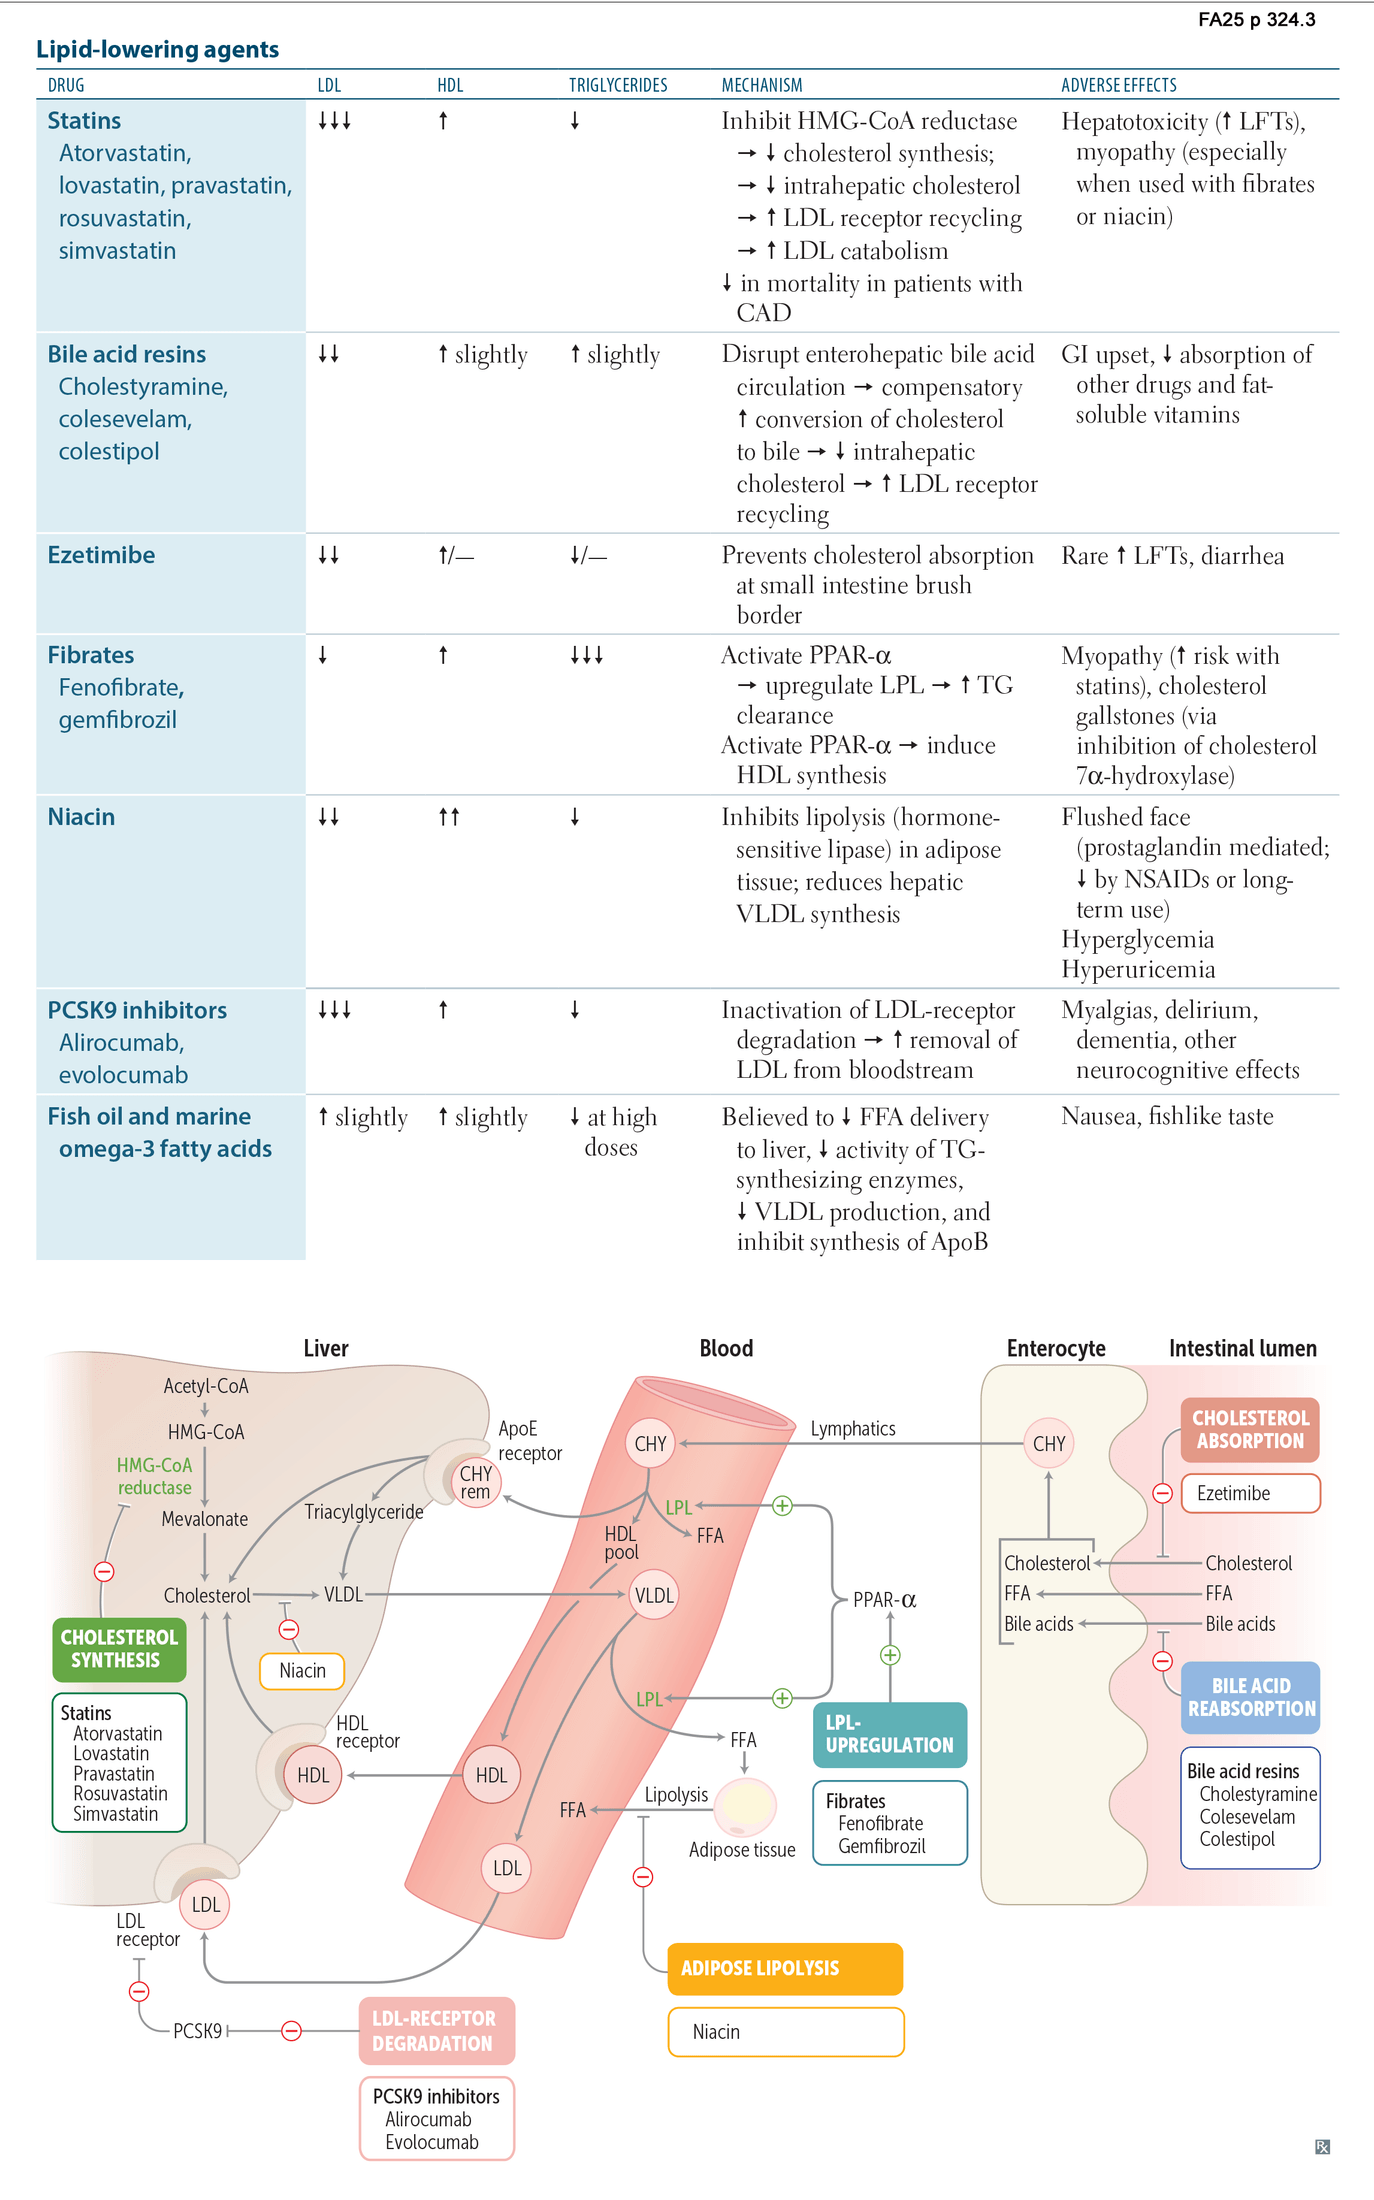 FA25 p 324.3
Lipid-lowering agents
DRUG LDL HDL TRIGLYCERIDES MECHANISM ADVERSE EFFECTS
Statins
Atorvastatin,
lovastatin, pravastatin,
rosuvastatin,
simvastatin
↓↓↓
↑
↓
Inhibit HMG-CoA reductase
→ ↓ cholesterol synthesis;
→ ↓ intrahepatic cholesterol
→ ↑ LDL receptor recycling
→ ↑ LDL catabolism
↓ in mortality in patients with
CAD
Hepatotoxicity (↑ LFTs),
myopathy (especially
when used with fibrates
or niacin)
Bile acid resins
Cholestyramine,
colesevelam,
colestipol
↓↓
↑ slightly
↑ slightly
Disrupt enterohepatic bile acid
circulation → compensatory
↑ conversion of cholesterol
to bile → ↓ intrahepatic
cholesterol → ↑ LDL receptor
recycling
GI upset, ↓ absorption of
other drugs and fat-
soluble vitamins
Ezetimibe
↓↓
↑/—
↓/—
Prevents cholesterol absorption
at small intestine brush
border
Rare ↑ LFTs, diarrhea
Fibrates
Fenofibrate,
gemfibrozil
↓
↑
↓↓↓
Activate PPAR-α
→ upregulate LPL → ↑ TG
clearance
Activate PPAR-α → induce
HDL synthesis
Myopathy (↑ risk with
statins), cholesterol
gallstones (via
inhibition of cholesterol
7α-hydroxylase)
Niacin
↓↓
↑↑
↓
Inhibits lipolysis (hormone-
sensitive lipase) in adipose
tissue; reduces hepatic
VLDL synthesis
Flushed face
(prostaglandin mediated;
↓ by NSAIDs or long-
term use)
Hyperglycemia
Hyperuricemia
PCSK9 inhibitors
Alirocumab,
evolocumab
↓↓↓
↑
↓
Inactivation of LDL-receptor
degradation → ↑ removal of
LDL from bloodstream
Myalgias, delirium,
dementia, other
neurocognitive effects
Fish oil and marine
omega-3 fatty acids
↑ slightly
↑ slightly
↓ at high
doses
Believed to ↓ FFA delivery
to liver, ↓ activity of TG-
synthesizing enzymes,
↓ VLDL production, and
inhibit synthesis of ApoB
Nausea, fishlike taste
Liver
Blood
Enterocyte
Intestinal lumen
Acetyl-CoA
HMG-CoA
HMG-CoA
reductase
Mevalonate
Cholesterol
Triacylglyceride
VLDL
−
−
Niacin
CHOLESTEROL
SYNTHESIS
Statins
Atorvastatin
Lovastatin
Pravastatin
Rosuvastatin
Simvastatin
ApoE
receptor
CHY
rem
HDL
receptor
HDL
LDL
LDL
receptor
−
PCSK9
−
LDL-RECEPTOR
DEGRADATION
PCSK9 inhibitors
Alirocumab
Evolocumab
CHY
LPL
FFA
HDL
pool
VLDL
LPL
HDL
LDL
FFA
Lymphatics
+
+
PPAR-α
+
LPL-
UPREGULATION
Fibrates
Fenofibrate
Gemfibrozil
FFA
Lipolysis
Adipose tissue
−
ADIPOSE LIPOLYSIS
Niacin
CHY
Cholesterol
FFA
Bile acids
CHOLESTEROL
ABSORPTION
Ezetimibe
−
Cholesterol
FFA
Bile acids
−
BILE ACID
REABSORPTION
Bile acid resins
Cholestyramine
Colesevelam
Colestipol
Rx